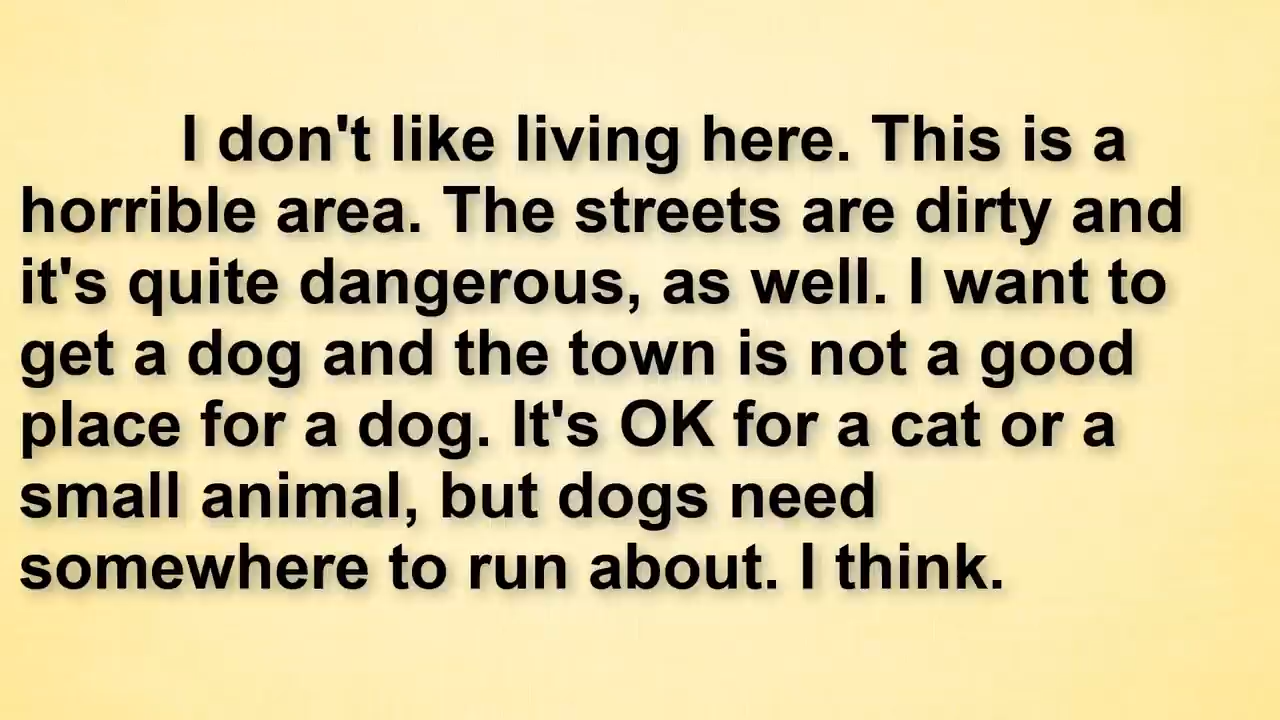 I don't like living here. This is a
horrible area. The streets are dirty and
it's quite dangerous, as well. I want to
get a dog and the town is not a good
place for a dog. It's OK for a cat or a
small animal, but dogs need
somewhere to run about. I think.